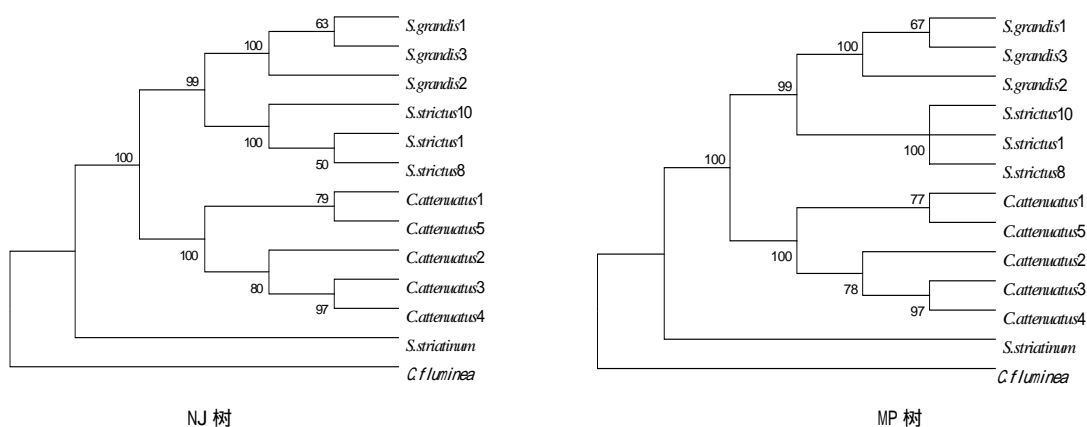 63
S.grandis1
S.grandis3
100
S.grandis2
99
S.strictus10
S.strictus1
100
50
S.strictus8
100
79
C.attenuatus1
C.attenuatus5
100
C.attenuatus2
80
C.attenuatus3
97
C.attenuatus4
S.striatinum
C.fluminea
NJ 树
67
S.grandis1
S.grandis3
100
S.grandis2
99
S.strictus10
S.strictus1
100
S.strictus8
100
77
C.attenuatus1
C.attenuatus5
100
C.attenuatus2
78
C.attenuatus3
97
C.attenuatus4
S.striatinum
C.fluminea
MP 树